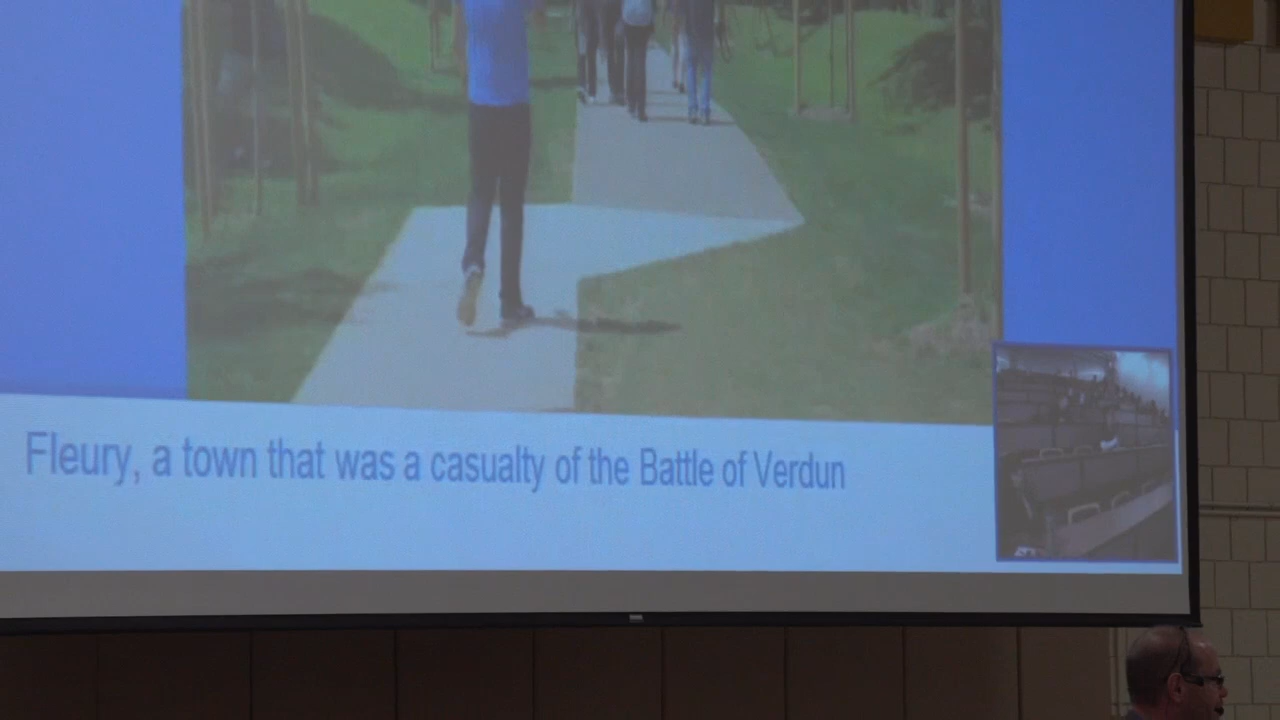 Fleury, a town that was a casualty of the Battle of Verdun